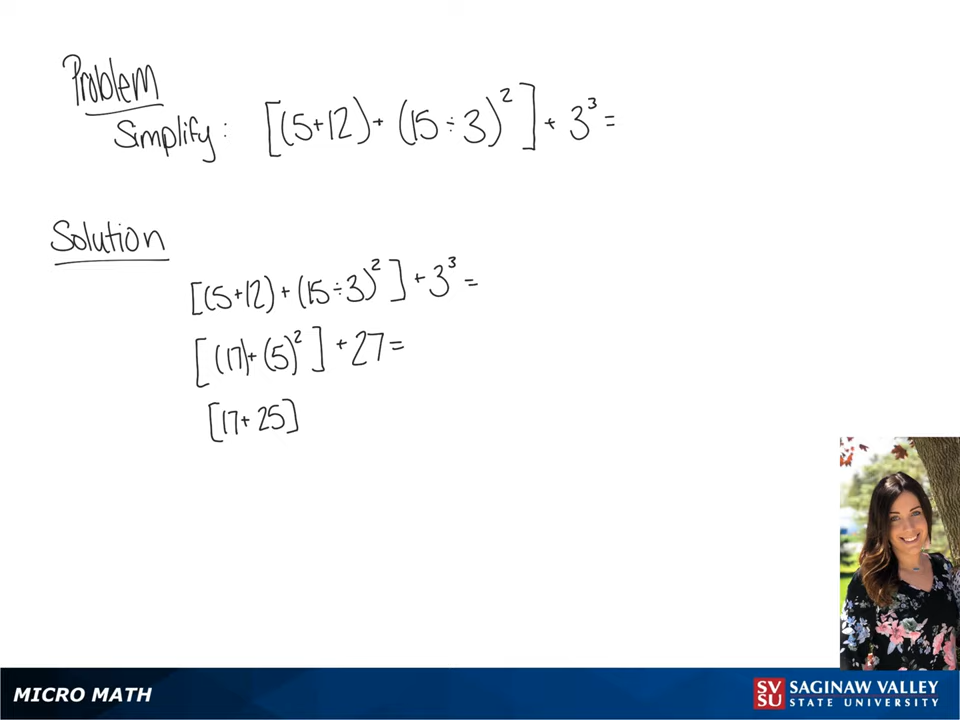 Problem
Simplify: [(5+12)+(15÷3)²]+3³=
Solution
[(5+12)+(15÷3)²]+3³=
[(17)+(5)²]+27=
[17+25]
MICRO MATH
SVSU SAGINAW VALLEY
STATE UNIVERSITY